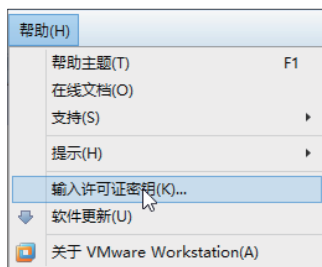 帮助(H)
帮助主题(T) F1
在线文档(O)
支持(S)
提示(H)
输入许可证密钥(K)...
软件更新(U)
关于 VMware Workstation(A)